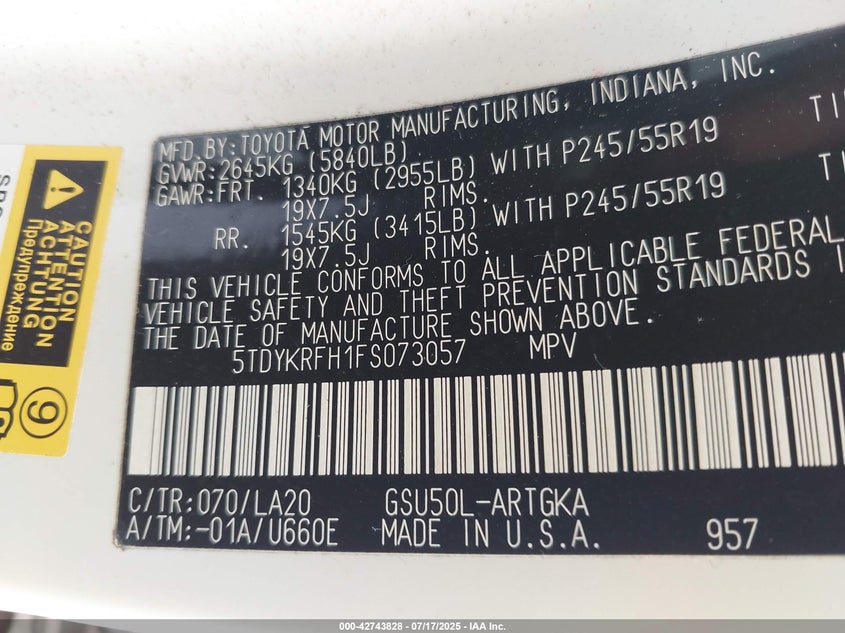 MFD.BY:TOYOTA MOTOR MANUFACTURING, INDIANA, INC.
GVWR:2645KG (5840LB)
GAWR:FRT. 1340KG (2955LB) WITH P245/55R19
19X7.5J RIMS.
RR. 1545KG (3415LB) WITH P245/55R19
19X7.5J RIMS.
THIS VEHICLE CONFORMS TO ALL APPLICABLE FEDERAL
VEHICLE SAFETY AND THEFT PREVENTION STANDARDS
THE DATE OF MANUFACTURE SHOWN ABOVE.
5TDYKRFH1FS073057 MPV
C/TR:070/LA20 GSU50L-ARTGKA
A/TM:-01A/U660E MADE IN U.S.A. 957
CAUTION
ATTENTION
ACHTUNG
Предупреждение
9
000-42743828 - 07/17/2025 - IAA Inc.